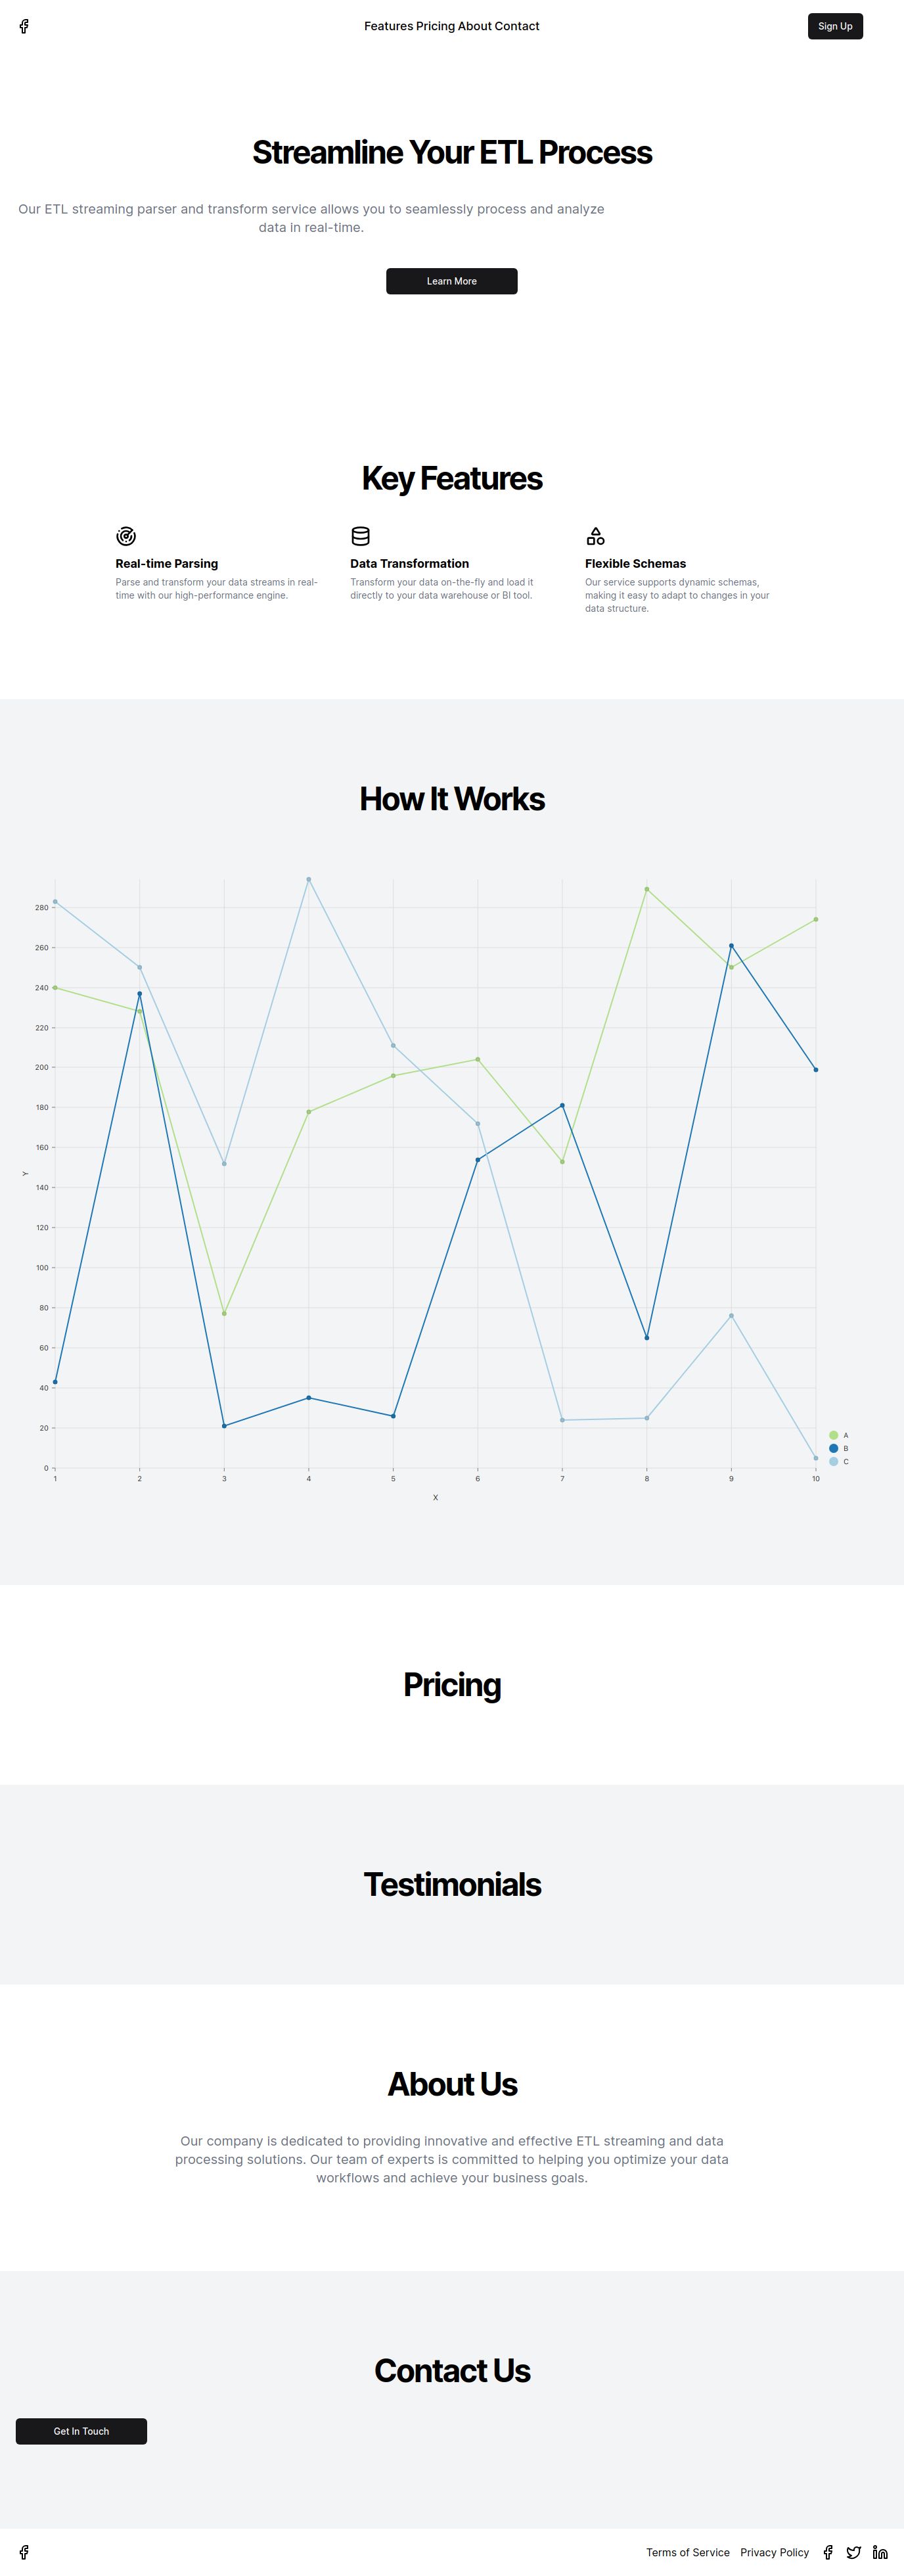 Features Pricing About Contact
Sign Up
Streamline Your ETL Process
Our ETL streaming parser and transform service allows you to seamlessly process and analyze
data in real-time.
Learn More
Key Features
Real-time Parsing
Parse and transform your data streams in real-
time with our high-performance engine.
Data Transformation
Transform your data on-the-fly and load it
directly to your data warehouse or BI tool.
Flexible Schemas
Our service supports dynamic schemas,
making it easy to adapt to changes in your
data structure.
How It Works
280
260
240
220
200
180
160
140
120
100
80
60
40
20
0
Y
1 2 3 4 5 6 7 8 9 10
X
A
B
C
Pricing
Testimonials
About Us
Our company is dedicated to providing innovative and effective ETL streaming and data
processing solutions. Our team of experts is committed to helping you optimize your data
workflows and achieve your business goals.
Contact Us
Get In Touch
Terms of Service Privacy Policy